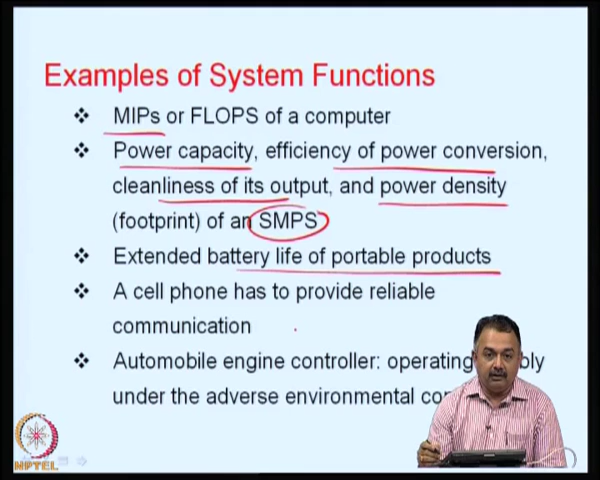 Examples of System Functions
❖ MIPs or FLOPS of a computer
❖ Power capacity, efficiency of power conversion,
cleanliness of its output, and power density
(footprint) of an SMPS
❖ Extended battery life of portable products
❖ A cell phone has to provide reliable
communication
❖ Automobile engine controller: operating
under the adverse environmental
MPTEL